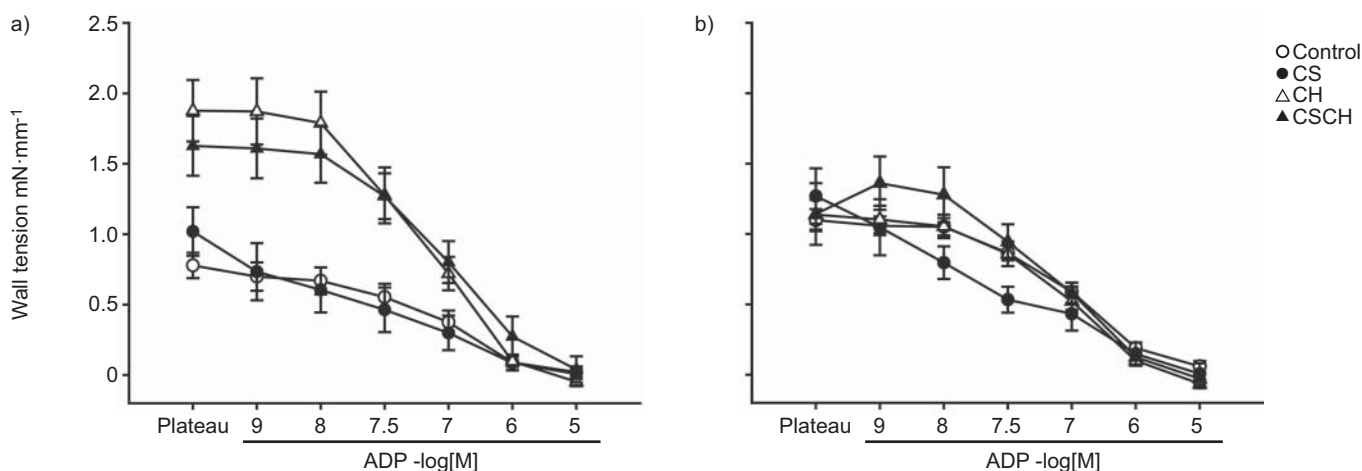 a)
2.5
2.0
1.5
1.0
0.5
0
Wall tension mN·mm⁻¹
Plateau 9 8 7.5 7 6 5
ADP -log[M]
b)
Plateau 9 8 7.5 7 6 5
ADP -log[M]
Control
CS
CH
CSCH